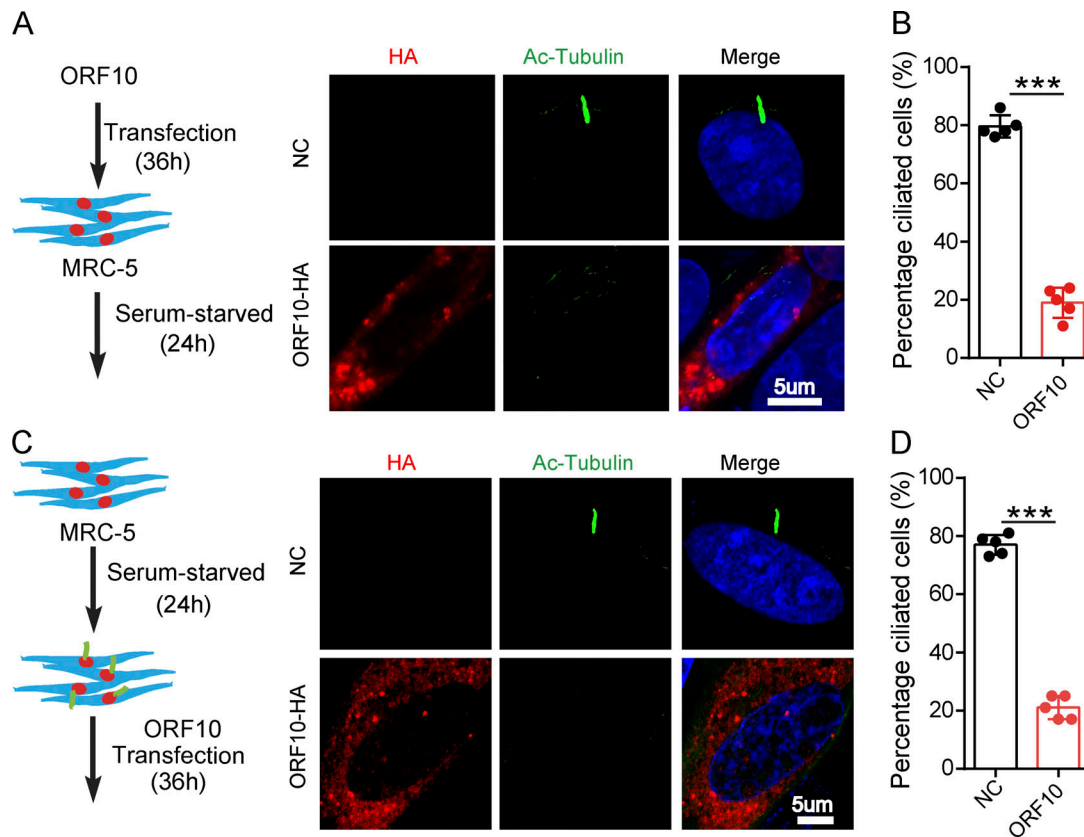 A
ORF10
Transfection
(36h)
MRC-5
Serum-starved
(24h)
HA
Ac-Tubulin
Merge
NC
ORF10-HA
5um
B
Percentage ciliated cells (%)
100
80
60
40
20
0
***
NC
ORF10
C
MRC-5
Serum-starved
(24h)
ORF10
Transfection
(36h)
HA
Ac-Tubulin
Merge
NC
ORF10-HA
5um
D
Percentage ciliated cells (%)
100
80
60
40
20
0
***
NC
ORF10